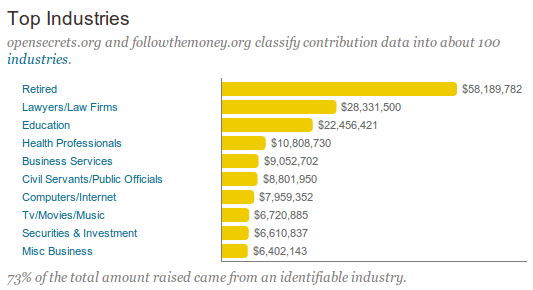 Top Industries
opensecrets.org and followthemoney.org classify contribution data into about 100
industries.
Retired $58,189,782
Lawyers/Law Firms $28,331,500
Education $22,456,421
Health Professionals $10,808,730
Business Services $9,052,702
Civil Servants/Public Officials $8,801,950
Computers/Internet $7,959,352
Tv/Movies/Music $6,720,885
Securities & Investment $6,610,837
Misc Business $6,402,143
73% of the total amount raised came from an identifiable industry.